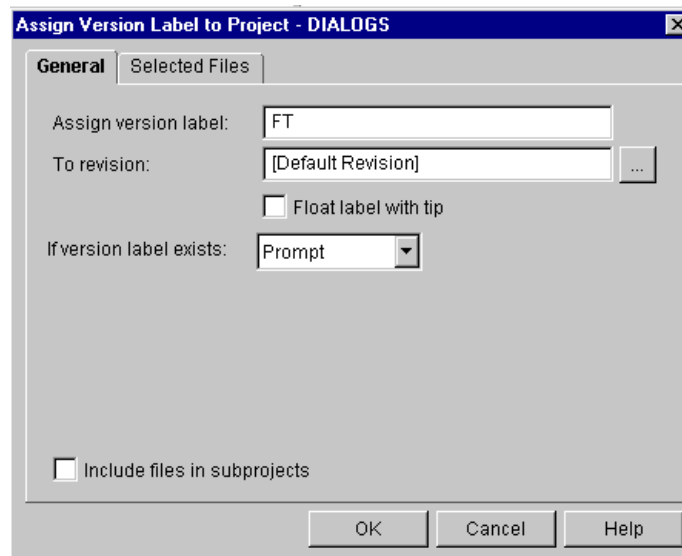 Assign Version Label to Project - DIALOGS
General Selected Files
Assign version label: FT
To revision: [Default Revision] ...
Float label with tip
If version label exists: Prompt
Include files in subprojects
OK Cancel Help